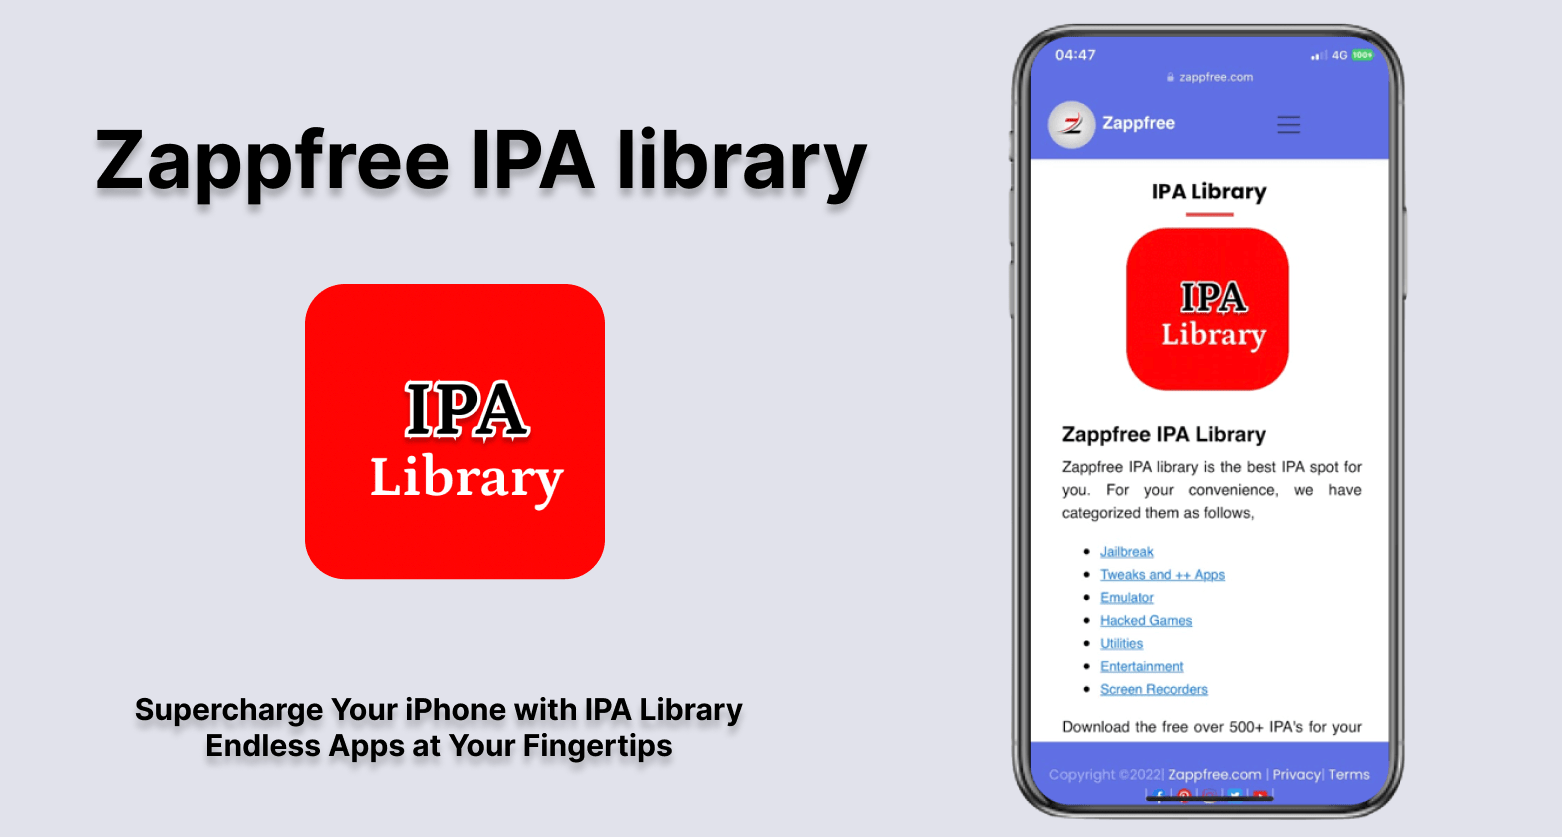 Zappfree IPA library
IPA
Library
Supercharge Your iPhone with IPA Library
Endless Apps at Your Fingertips
04:47
4G 100+
zappfree.com
Zappfree
IPA Library
IPA
Library
Zappfree IPA Library
Zappfree IPA library is the best IPA spot for
you. For your convenience, we have
categorized them as follows,
Jailbreak
Tweaks and ++ Apps
Emulator
Hacked Games
Utilities
Entertainment
Screen Recorders
Download the free over 500+ IPA's for your
Copyright ©2022| Zappfree.com | Privacy| Terms